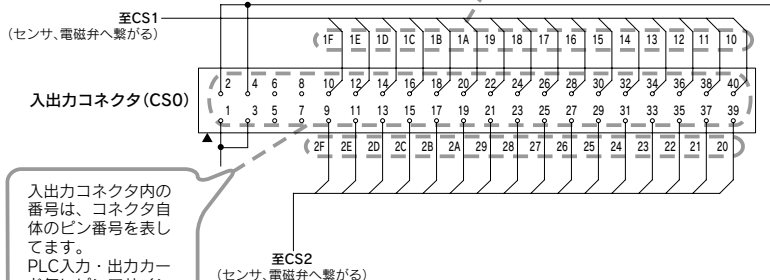 至CS1
(センサ、電磁弁へ繋がる)
1F 1E 1D 1C 1B 1A 19 18 17 16 15 14 13 12 11 10
入出力コネクタ(CS0)
2 4 6 8 10 12 14 16 18 20 22 24 26 28 30 32 34 36 38 40
1 3 5 7 9 11 13 15 17 19 21 23 25 27 29 31 33 35 37 39
2F 2E 2D 2C 2B 2A 29 28 27 26 25 24 23 22 21 20
入出力コネクタ内の
番号は、コネクタ自
体のピン番号を表し
てます。
PLC入力・出力カー
至CS2
(センサ、電磁弁へ繋がる)